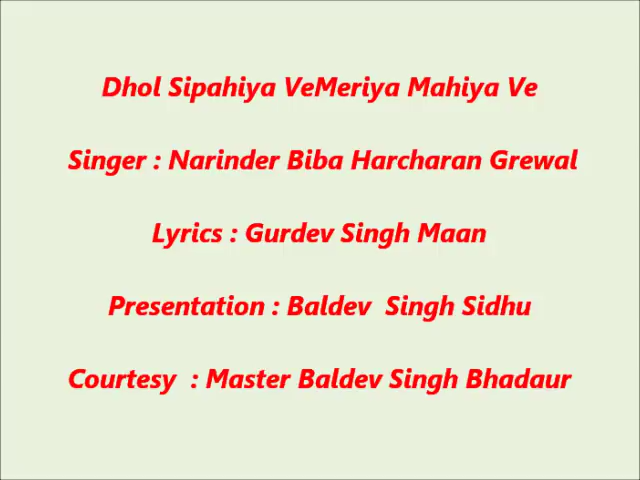 Dhol Sipahiya VeMeriya Mahiya Ve
Singer : Narinder Biba Harcharan Grewal
Lyrics : Gurdev Singh Maan
Presentation : Baldev  Singh Sidhu
Courtesy  : Master Baldev Singh Bhadaur